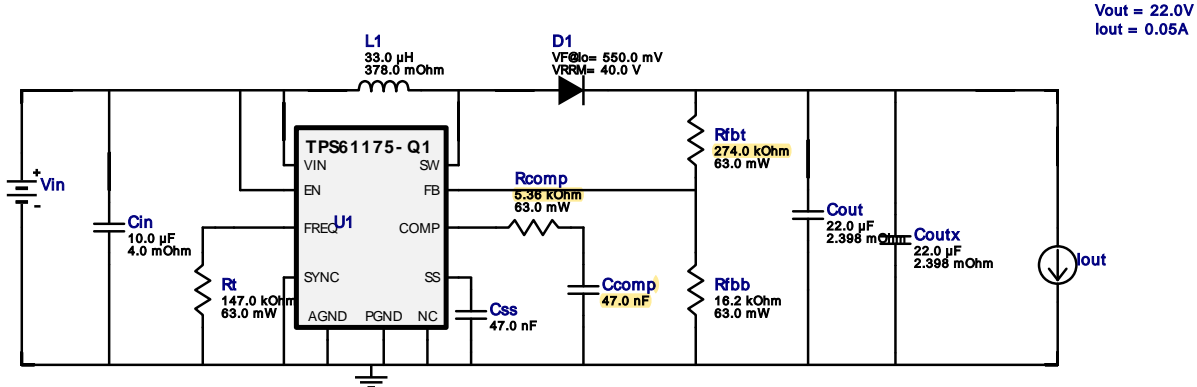 Vout = 22.0V
Iout = 0.05A
L1
33.0 µH
378.0 mOhm
D1
VF@Io= 550.0 mV
VRRM= 40.0 V
TPS61175-Q1
VIN
SW
EN
FB
FREQ
U1
COMP
SYNC
SS
AGND
PGND
NC
+
Vin
-
Cin
10.0 µF
4.0 mOhm
Rt
147.0 kOhm
63.0 mW
Rcomp
5.36 kOhm
63.0 mW
Css
47.0 nF
Ccomp
47.0 nF
Rfbt
274.0 kOhm
63.0 mW
Rfbb
16.2 kOhm
63.0 mW
Cout
22.0 µF
2.398 mOhm
Coutx
22.0 µF
2.398 mOhm
Iout